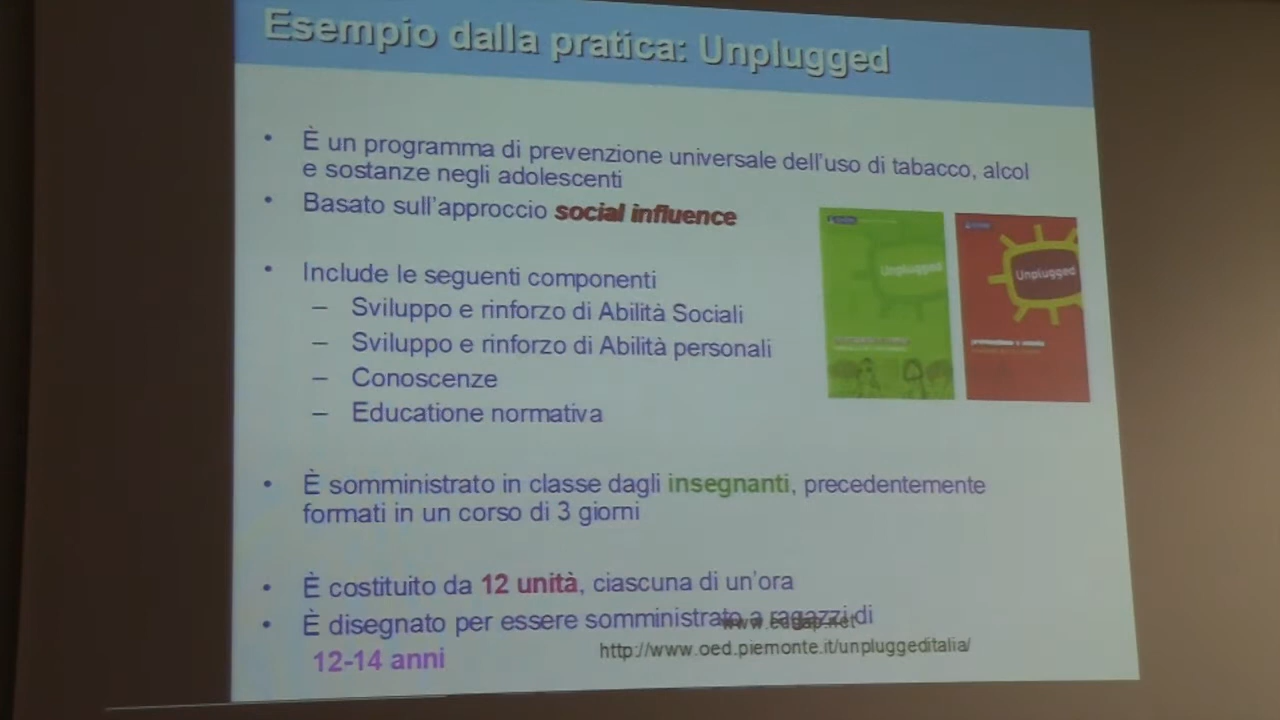 Esempio dalla pratica: Unplugged
• È un programma di prevenzione universale dell'uso di tabacco, alcol
e sostanze negli adolescenti
• Basato sull'approccio social influence
• Include le seguenti componenti
– Sviluppo e rinforzo di Abilità Sociali
– Sviluppo e rinforzo di Abilità personali
– Conoscenze
– Educatione normativa
Unplugged
Unplugged
• È somministrato in classe dagli insegnanti, precedentemente
formati in un corso di 3 giorni
• È costituito da 12 unità, ciascuna di un'ora
• È disegnato per essere somministrato a ragazzi di
12-14 anni
http://www.oed.piemonte.it/unpluggeditalia/